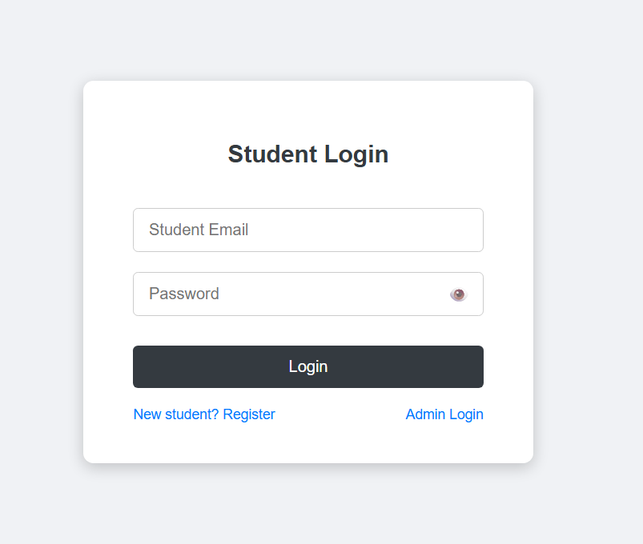 Student Login
Student Email
Password
Login
New student? Register
Admin Login